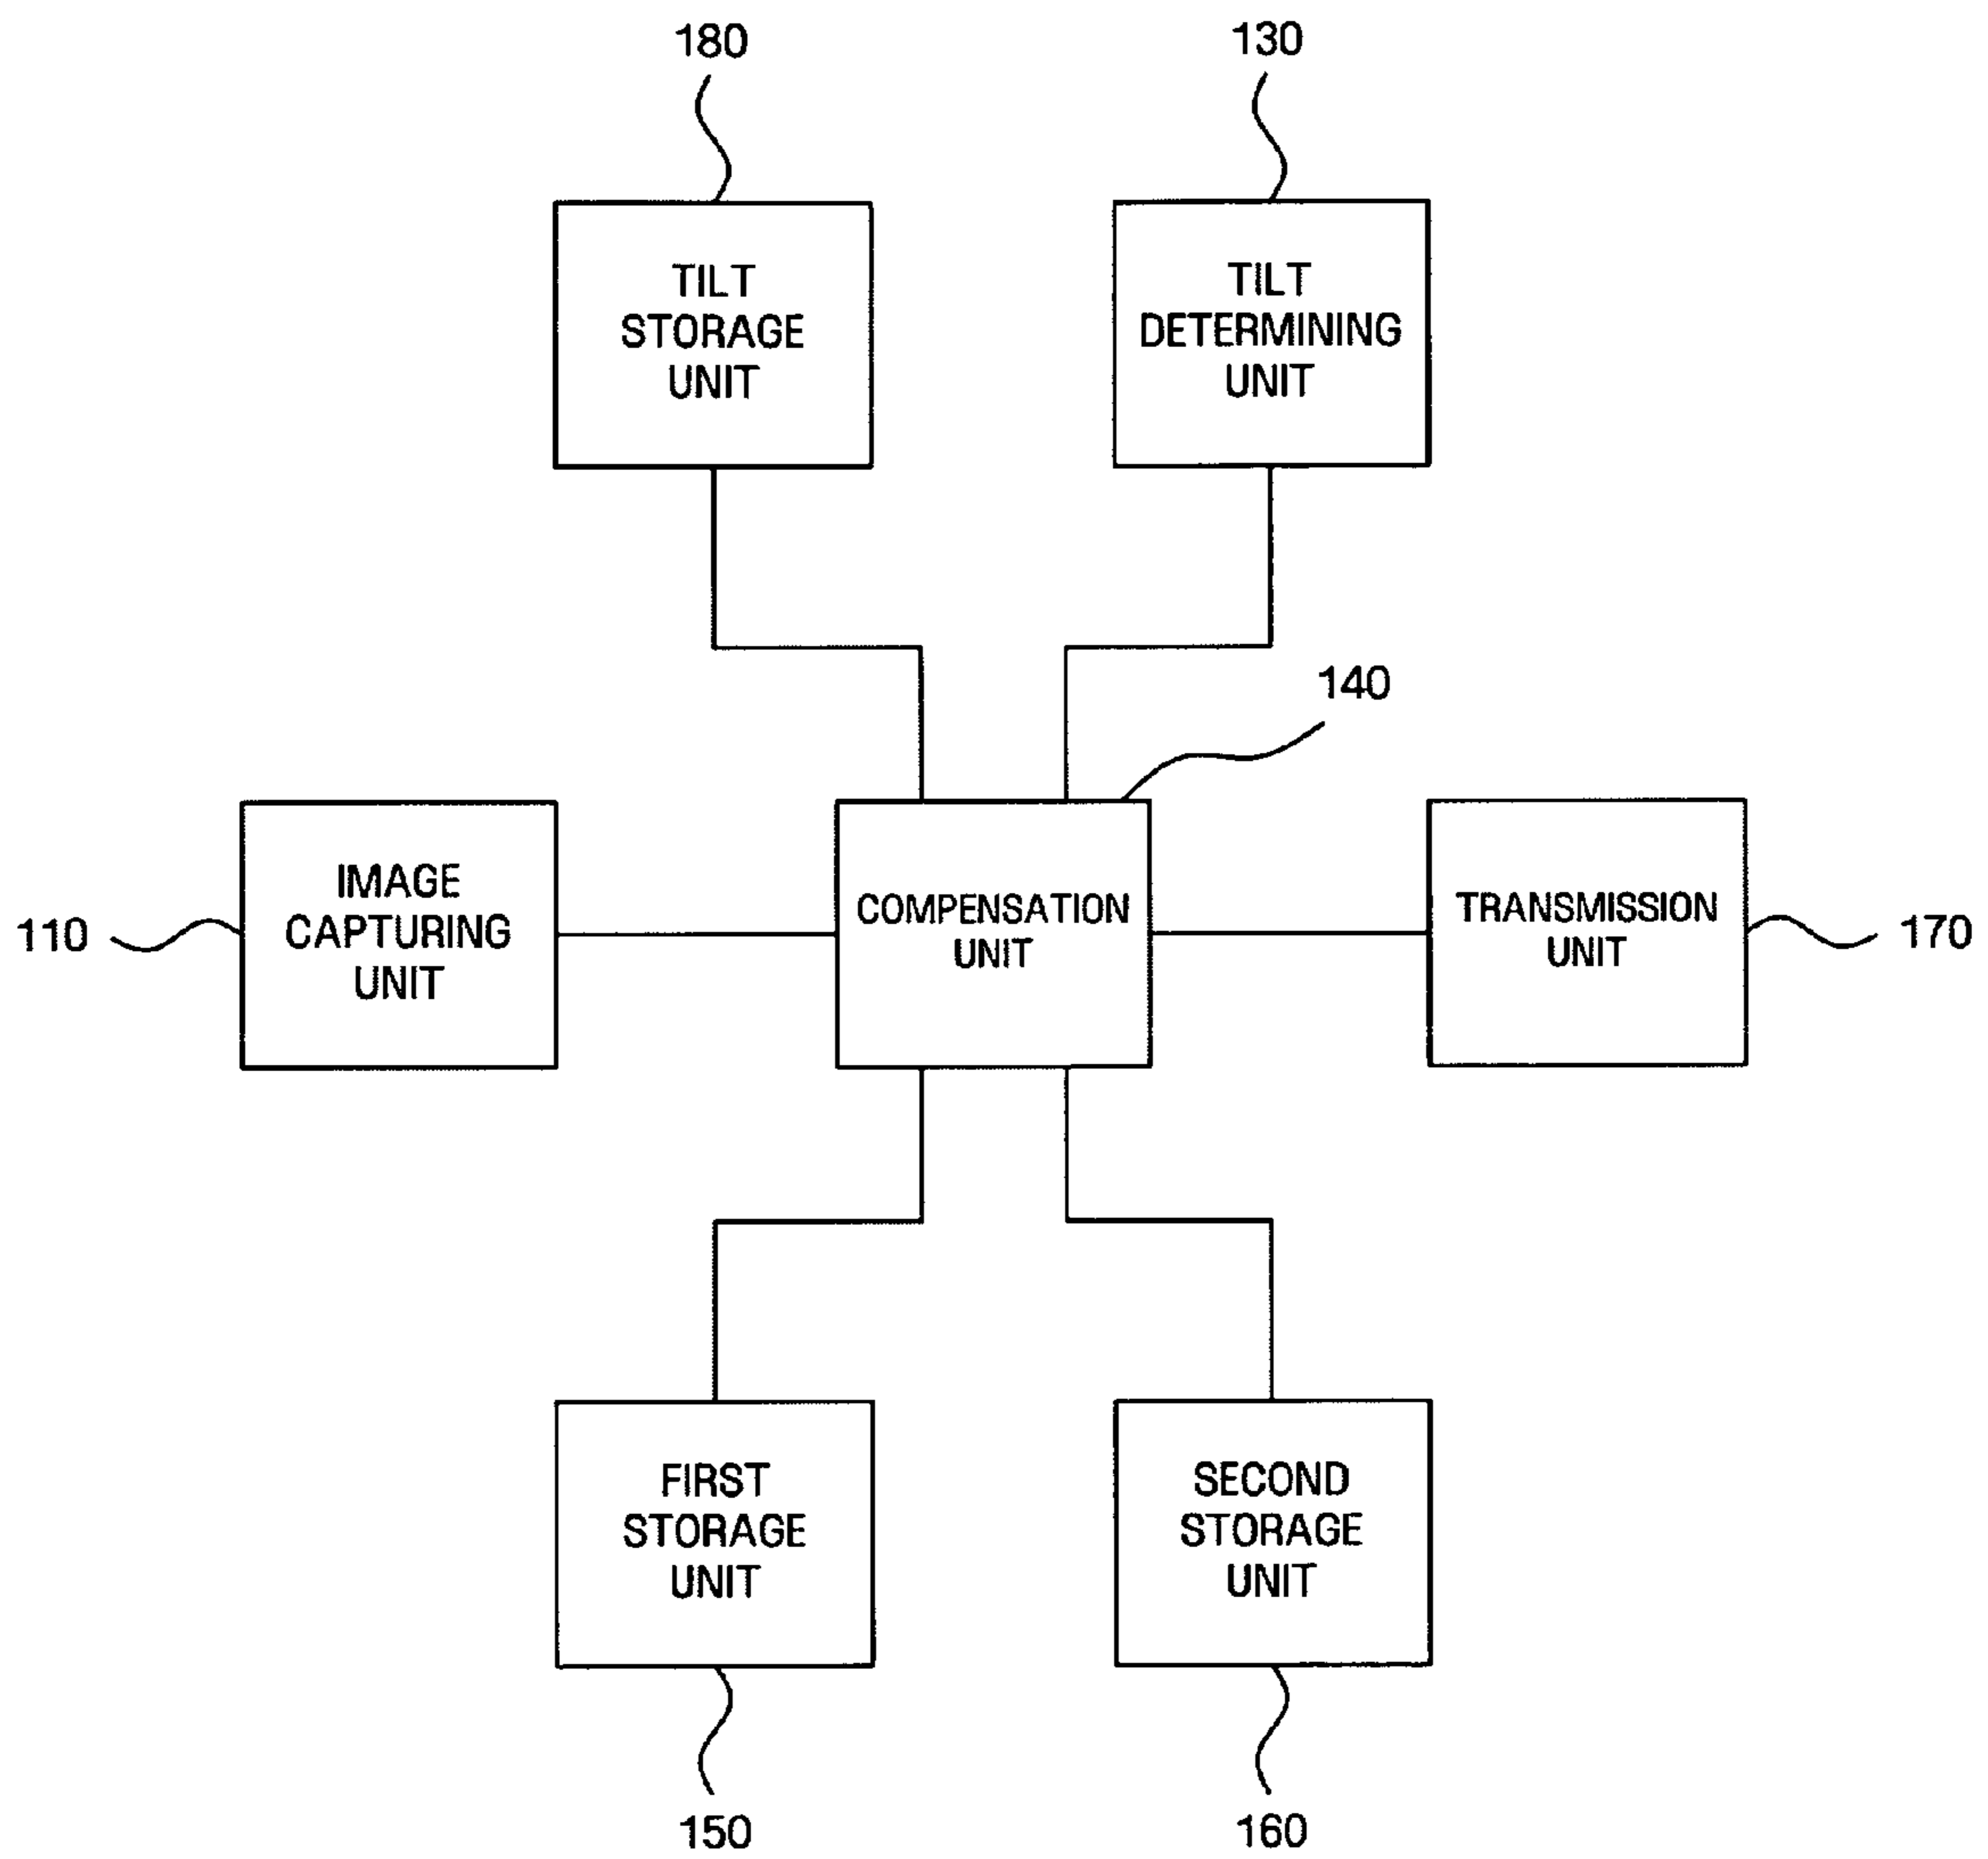 180
130
TILT
STORAGE
UNIT
TILT
DETERMINING
UNIT
140
110
IMAGE
CAPTURING
UNIT
COMPENSATION
UNIT
TRANSMISSION
UNIT
170
FIRST
STORAGE
UNIT
SECOND
STORAGE
UNIT
150
160